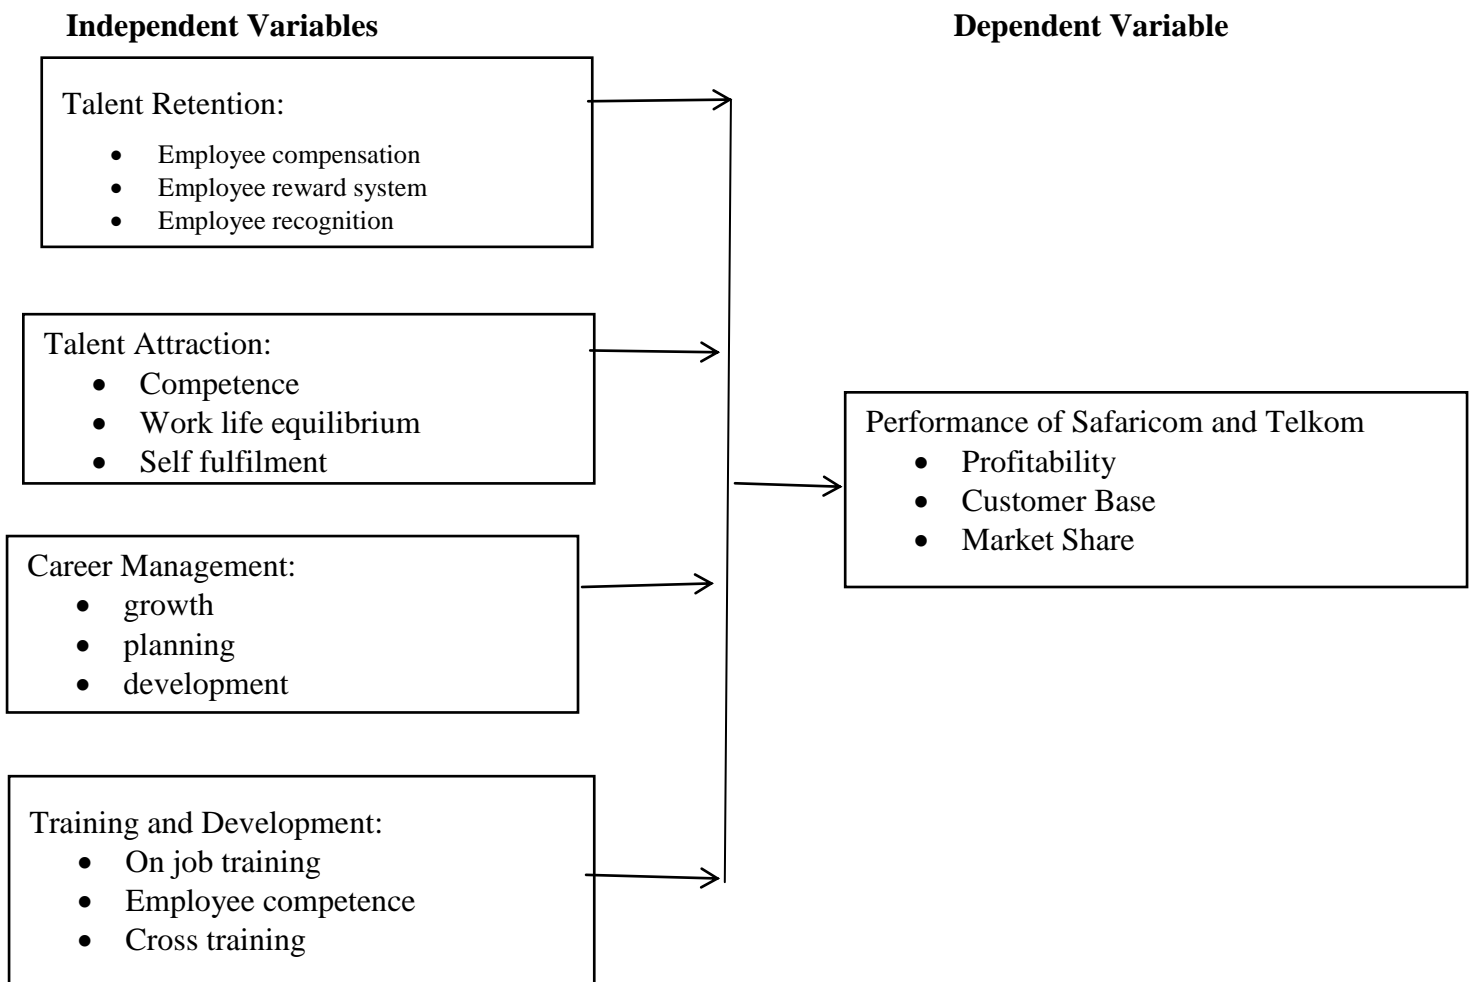 Independent Variables
Dependent Variable
Talent Retention:
• Employee compensation
• Employee reward system
• Employee recognition
Talent Attraction:
• Competence
• Work life equilibrium
• Self fulfilment
Career Management:
• growth
• planning
• development
Training and Development:
• On job training
• Employee competence
• Cross training
Performance of Safaricom and Telkom
• Profitability
• Customer Base
• Market Share